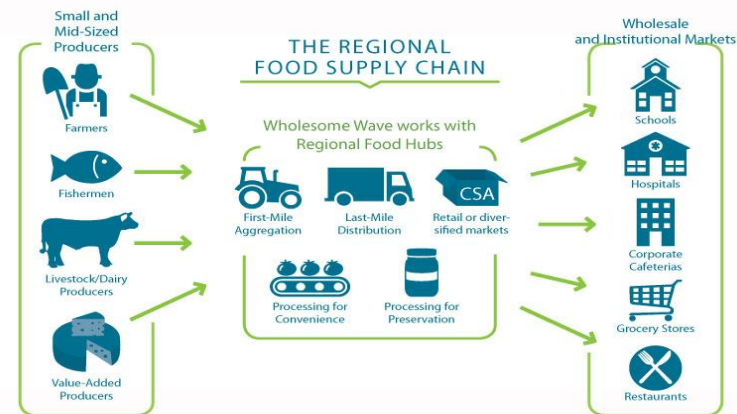 Small and
Mid-Sized
Producers
Farmers
Fishermen
Livestock/Dairy
Producers
Value-Added
Producers
THE REGIONAL
FOOD SUPPLY CHAIN
Wholesome Wave works with
Regional Food Hubs
First-Mile
Aggregation
Last-Mile
Distribution
CSA
Retail or diver-
sified markets
Processing for
Convenience
Processing for
Preservation
Wholesale
and Institutional Markets
Schools
Hospitals
Corporate
Cafeterias
Grocery Stores
Restaurants